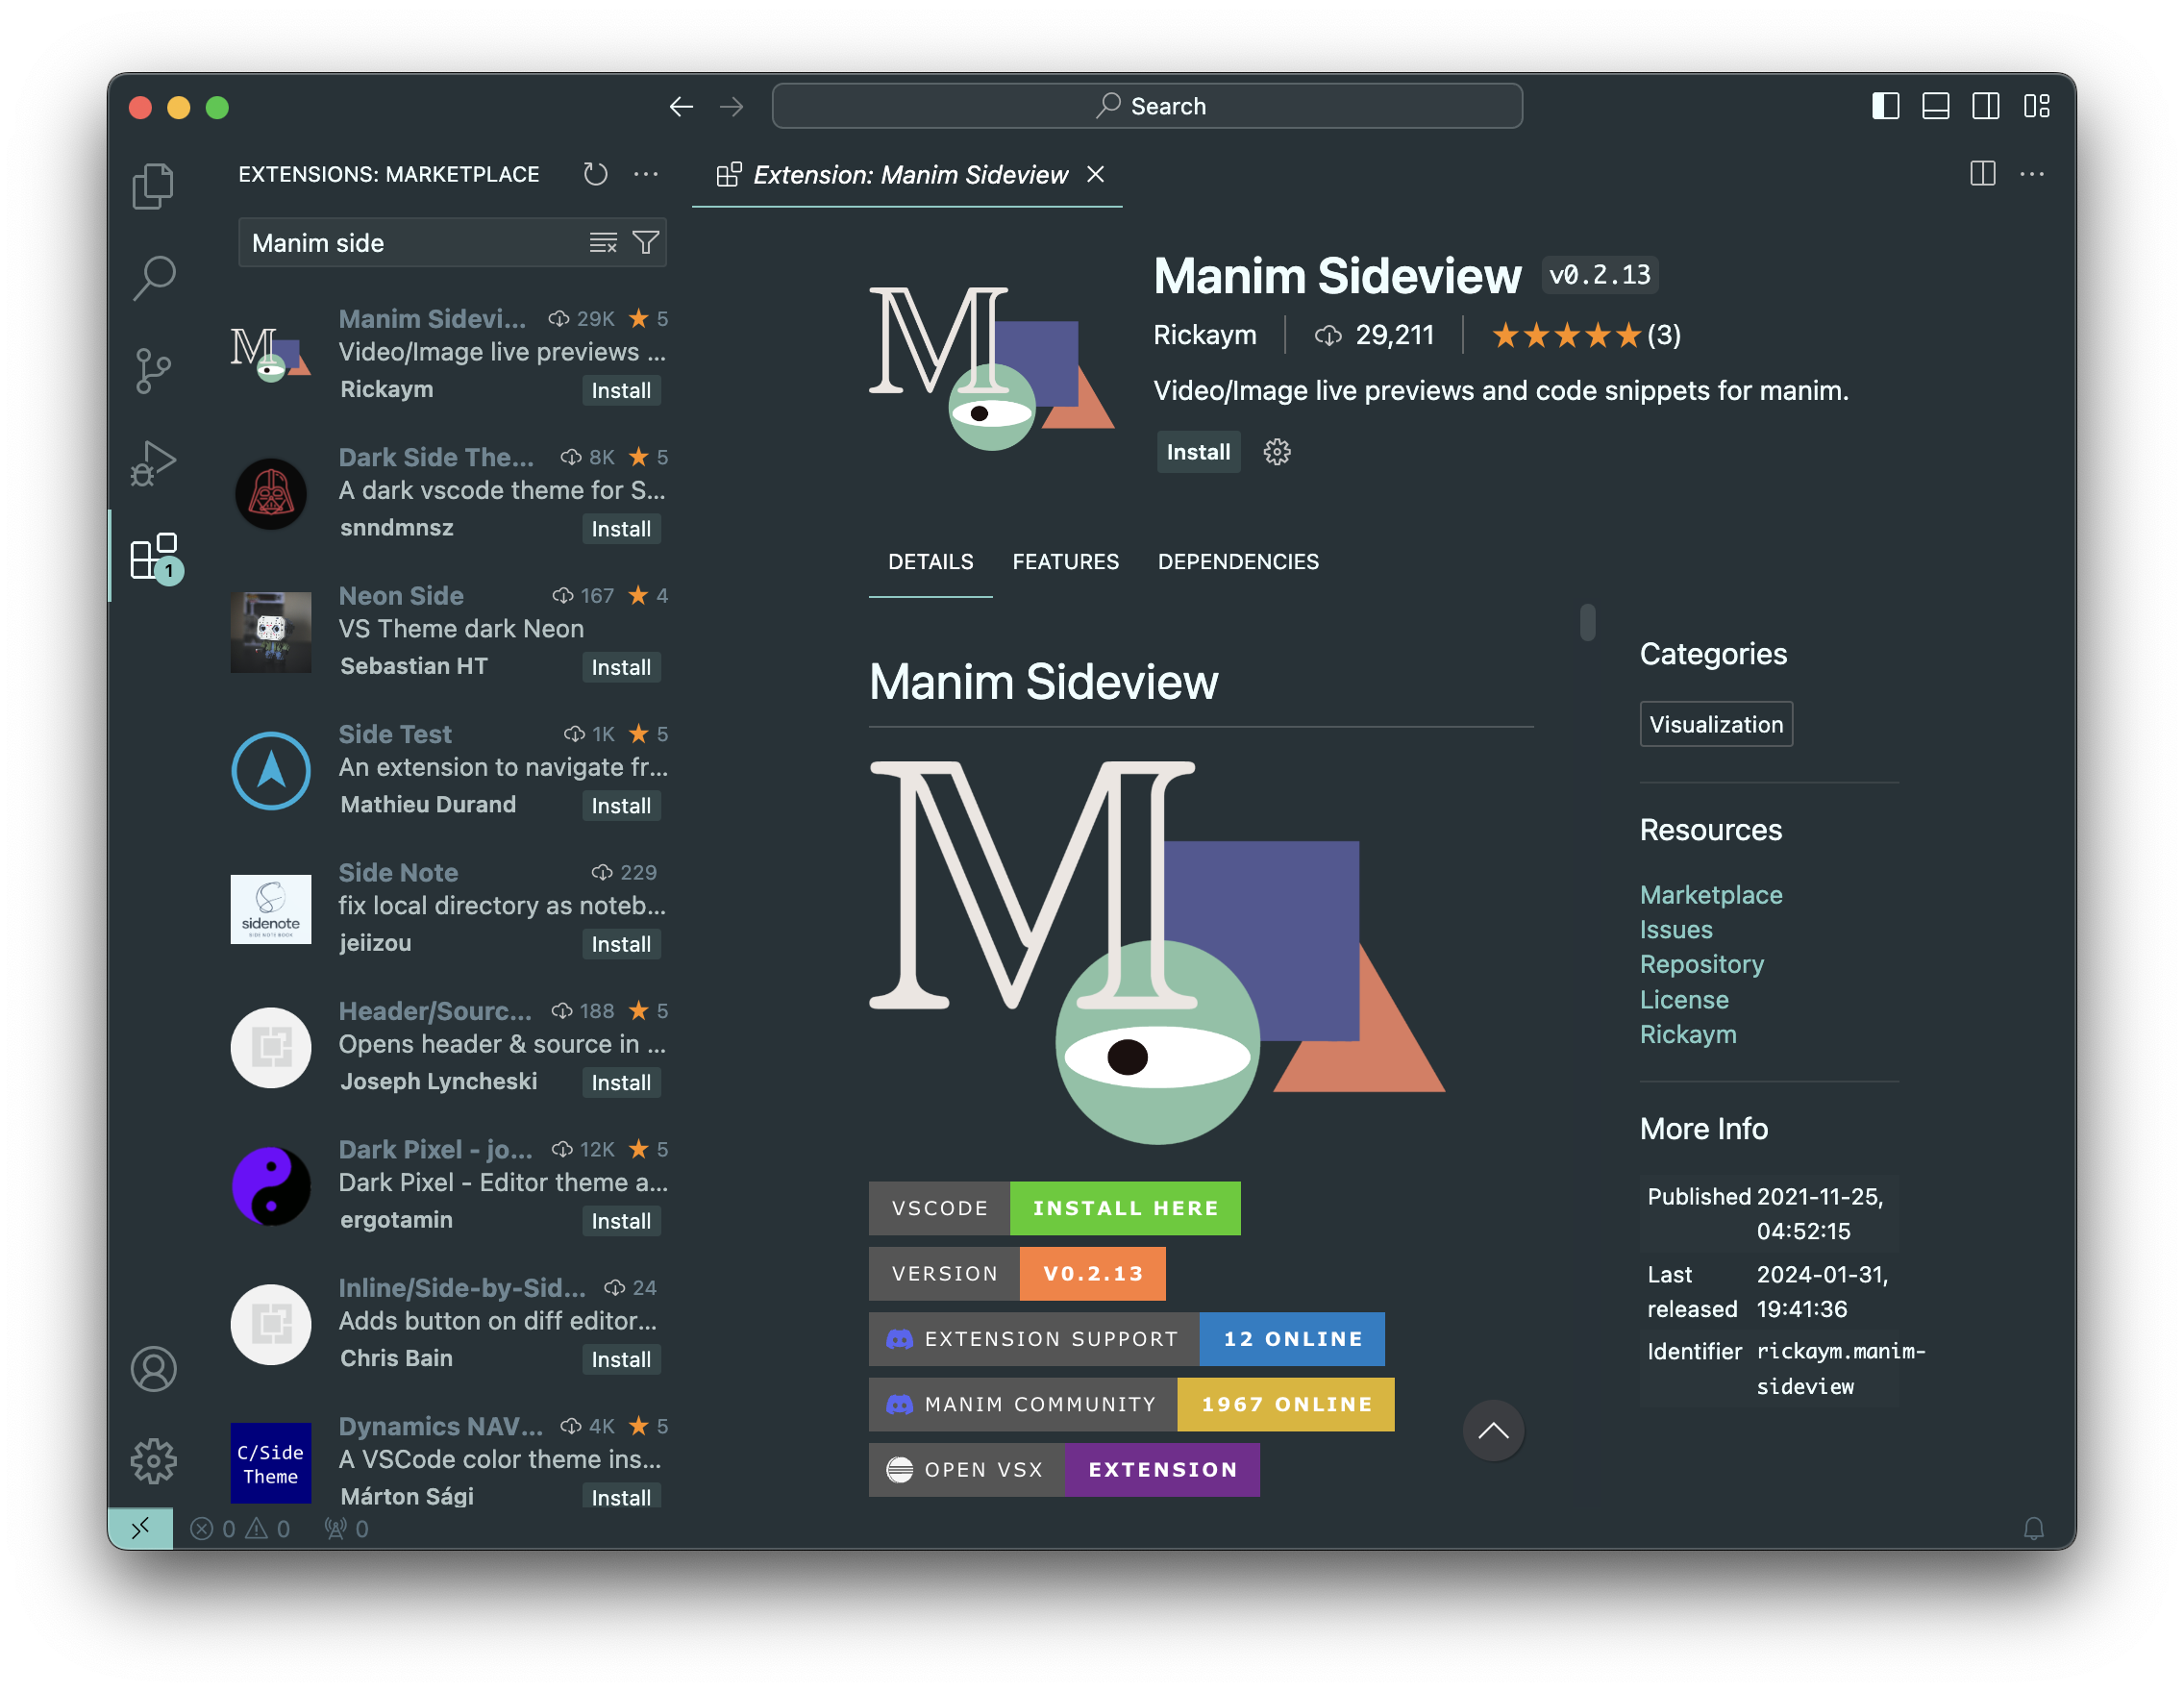 Search
EXTENSIONS: MARKETPLACE
Extension: Manim Sideview
Manim side
Manim Sidevi... 29K ★ 5
Video/Image live previews ...
Rickaym Install
Dark Side The... 8K ★ 5
A dark vscode theme for S...
snndmnsz Install
Neon Side 167 ★ 4
VS Theme dark Neon
Sebastian HT Install
Side Test 1K ★ 5
An extension to navigate fr...
Mathieu Durand Install
Side Note 229
fix local directory as noteb...
jeiizou Install
sidenote
SIDE NOTE BOOK
Header/Sourc... 188 ★ 5
Opens header & source in ...
Joseph Lyncheski Install
Dark Pixel - jo... 12K ★ 5
Dark Pixel - Editor theme a...
ergotamin Install
Inline/Side-by-Sid... 24
Adds button on diff editor...
Chris Bain Install
Dynamics NAV... 4K ★ 5
A VSCode color theme ins...
Márton Sági Install
C/Side
Theme
1
0 0 0
Manim Sideview v0.2.13
Rickaym 29,211 ★★★★★(3)
Video/Image live previews and code snippets for manim.
Install
DETAILS FEATURES DEPENDENCIES
Manim Sideview
M
VSCODE INSTALL HERE
VERSION V0.2.13
EXTENSION SUPPORT 12 ONLINE
MANIM COMMUNITY 1967 ONLINE
OPEN VSX EXTENSION
Categories
Visualization
Resources
Marketplace
Issues
Repository
License
Rickaym
More Info
Published 2021-11-25,
04:52:15
Last 2024-01-31,
released 19:41:36
Identifier rickaym.manim-
sideview